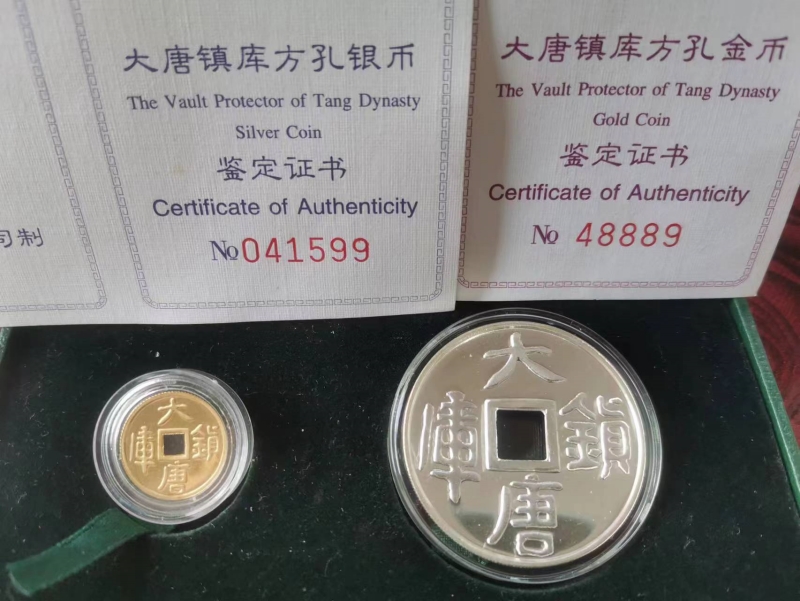 大唐镇库方孔银币
The Vault Protector of Tang Dynasty
Silver Coin
鉴定证书
Certificate of Authenticity
№041599
大唐镇库方孔金币
The Vault Protector of Tang Dynasty
Gold Coin
鉴定证书
Certificate of Authenticity
№ 48889
司制
大唐鎮庫
大唐鎮庫